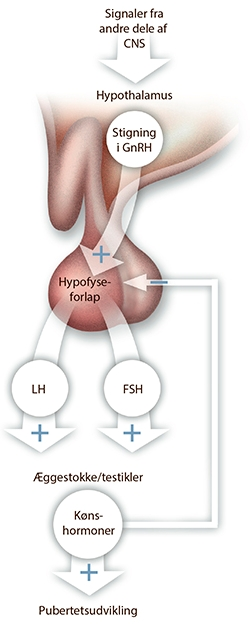 Signaler fra
andre dele af
CNS
Hypothalamus
Stigning
i GnRH
+
Hypofyse-
forlap
−
LH
FSH
+
+
Æggestokke/testikler
Køns-
hormoner
+
Pubertetsudvikling